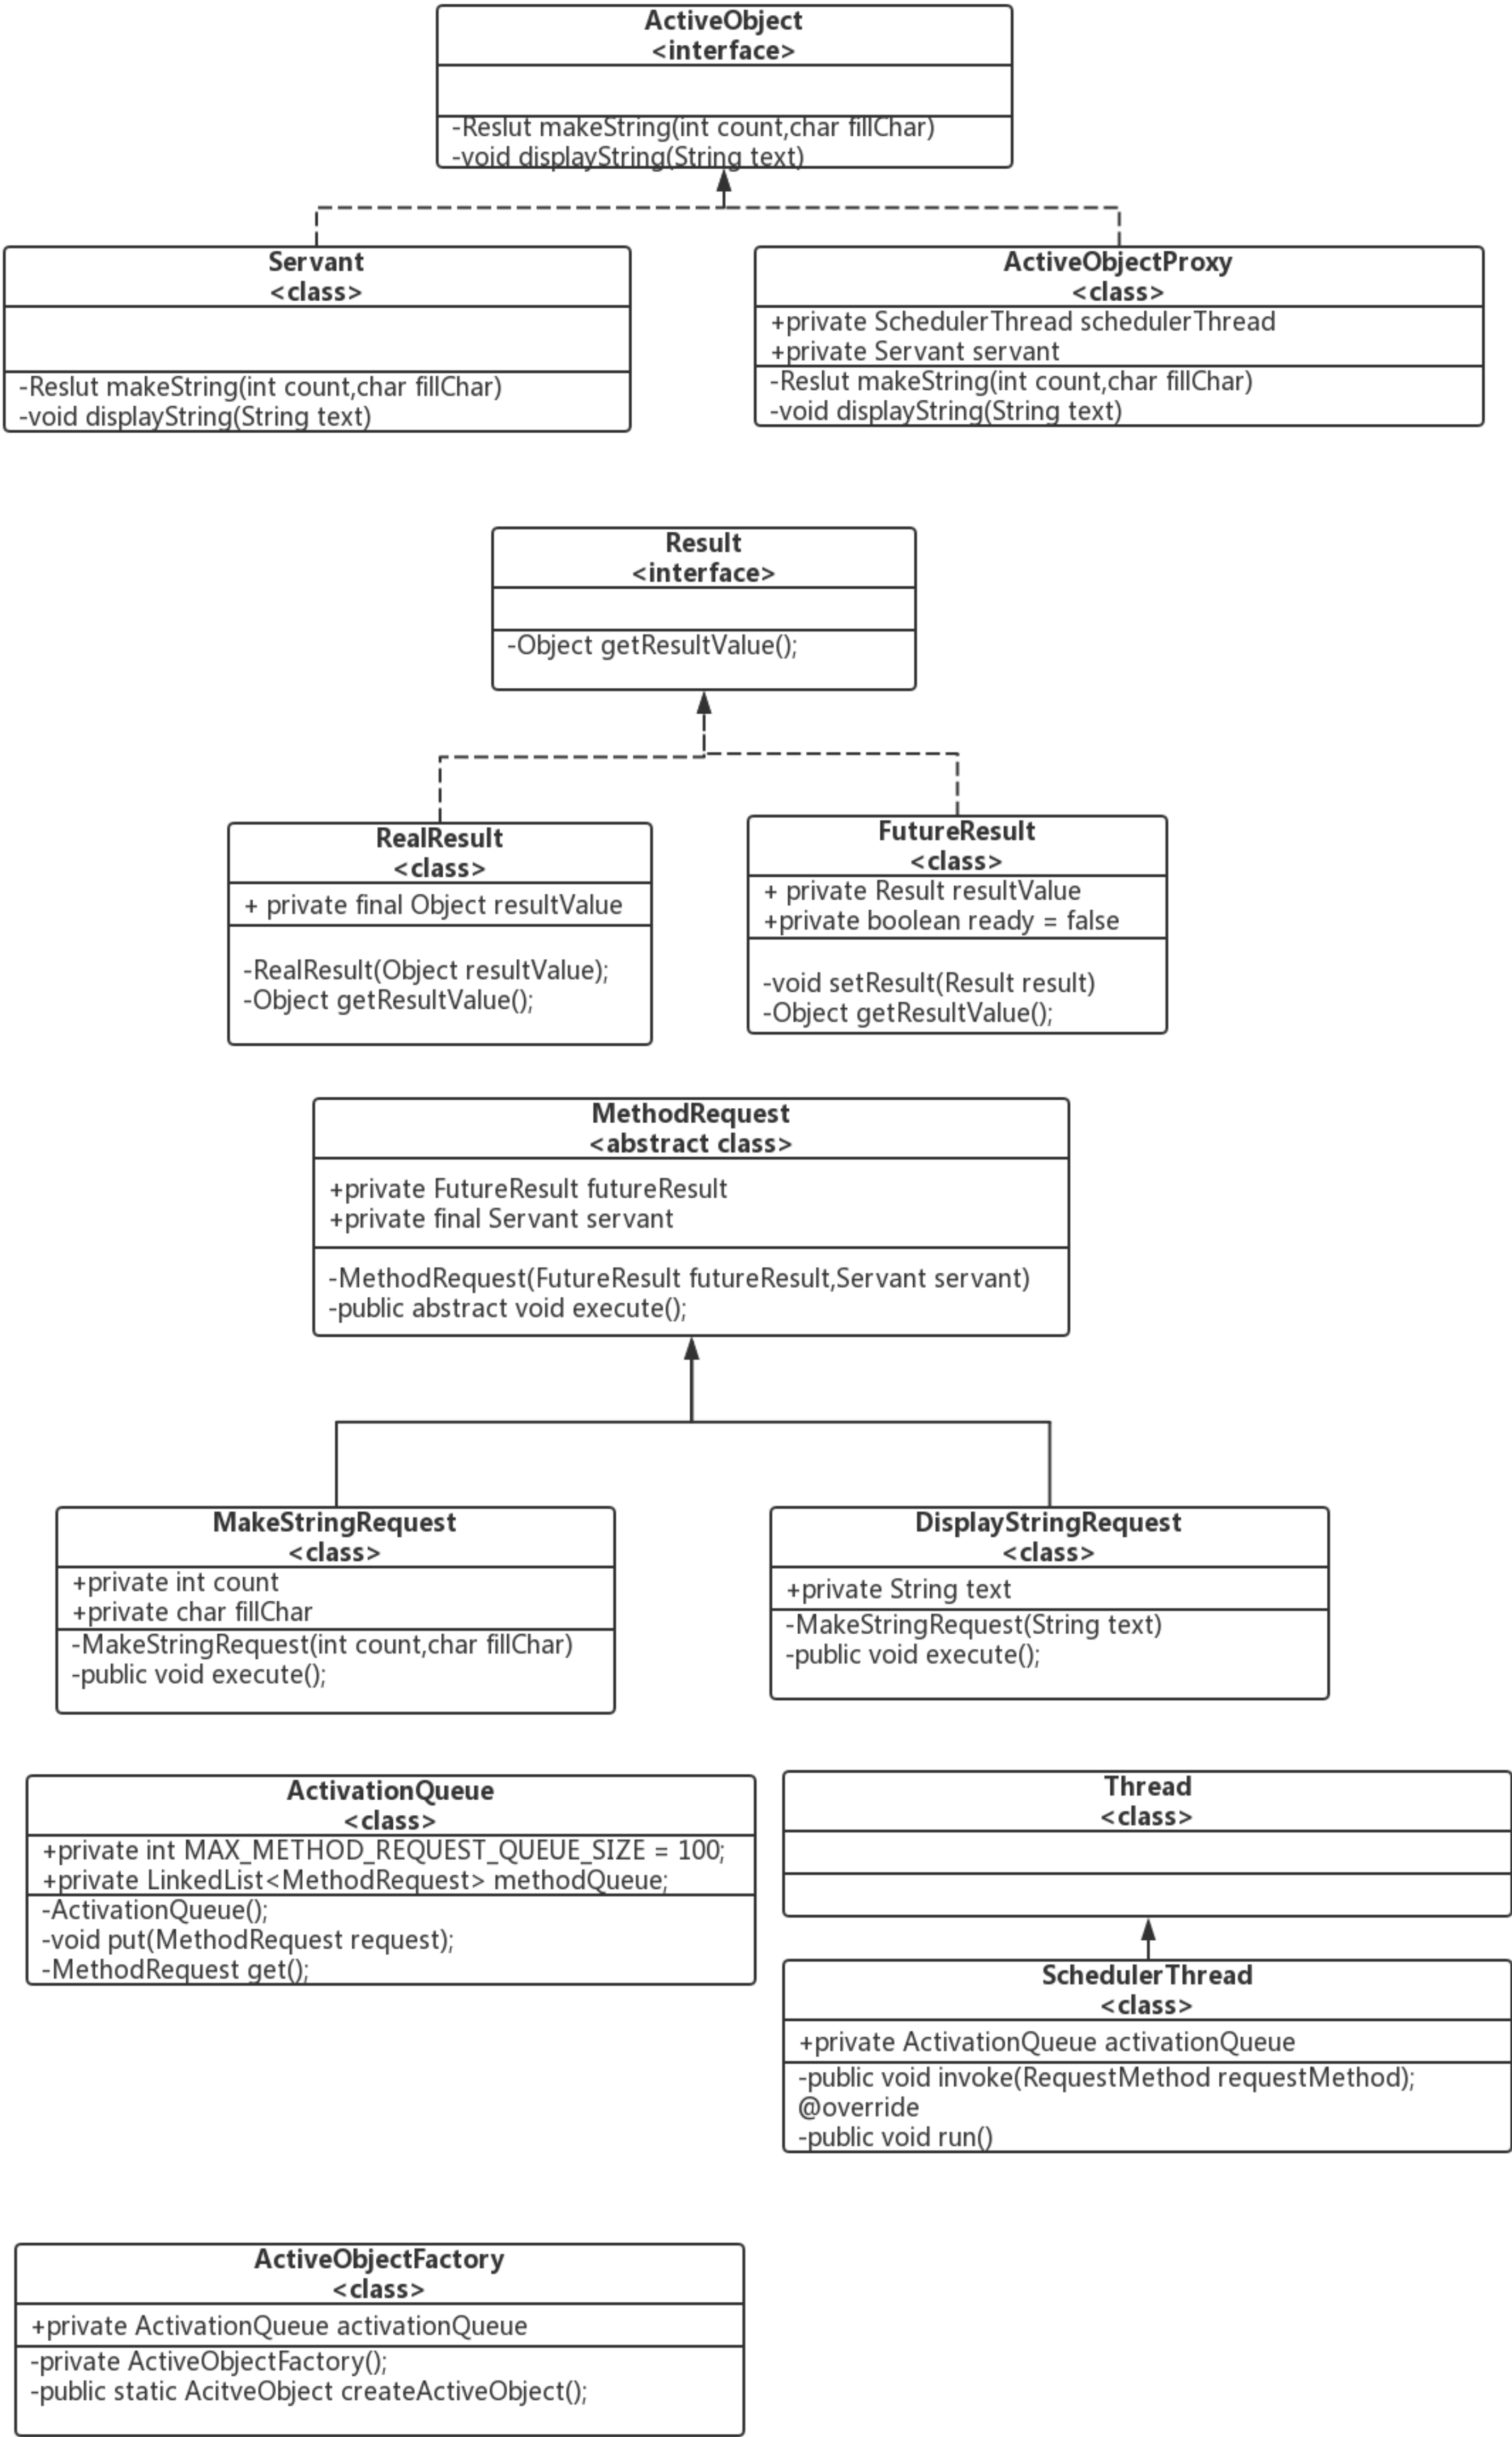 ActiveObject
<interface>
-Reslut makeString(int count,char fillChar)
-void displayString(String text)
Servant
<class>
-Reslut makeString(int count,char fillChar)
-void displayString(String text)
ActiveObjectProxy
<class>
+private SchedulerThread schedulerThread
+private Servant servant
-Reslut makeString(int count,char fillChar)
-void displayString(String text)
Result
<interface>
-Object getResultValue();
RealResult
<class>
+ private final Object resultValue
-RealResult(Object resultValue);
-Object getResultValue();
FutureResult
<class>
+ private Result resultValue
+private boolean ready = false
-void setResult(Result result)
-Object getResultValue();
MethodRequest
<abstract class>
+private FutureResult futureResult
+private final Servant servant
-MethodRequest(FutureResult futureResult,Servant servant)
-public abstract void execute();
MakeStringRequest
<class>
+private int count
+private char fillChar
-MakeStringRequest(int count,char fillChar)
-public void execute();
DisplayStringRequest
<class>
+private String text
-MakeStringRequest(String text)
-public void execute();
ActivationQueue
<class>
+private int MAX_METHOD_REQUEST_QUEUE_SIZE = 100;
+private LinkedList<MethodRequest> methodQueue;
-ActivationQueue();
-void put(MethodRequest request);
-MethodRequest get();
Thread
<class>
SchedulerThread
<class>
+private ActivationQueue activationQueue
-public void invoke(RequestMethod requestMethod);
@override
-public void run()
ActiveObjectFactory
<class>
+private ActivationQueue activationQueue
-private ActiveObjectFactory();
-public static AcitveObject createActiveObject();